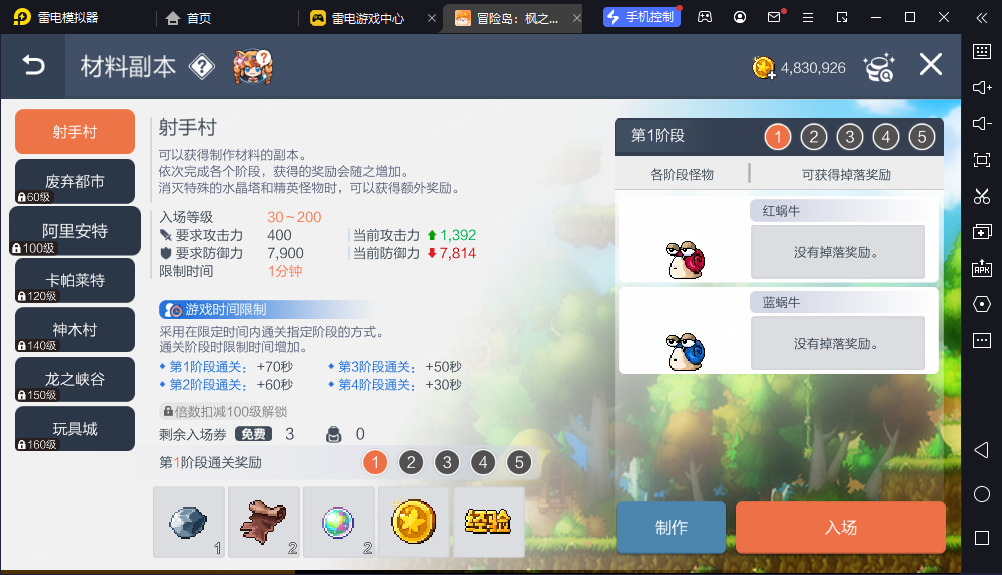 雷电模拟器
首页
雷电游戏中心
冒险岛：枫之...
手机控制
材料副本
4,830,926
射手村
废弃都市
60级
阿里安特
100级
卡帕莱特
120级
神木村
140级
龙之峡谷
150级
玩具城
160级
射手村
可以获得制作材料的副本。
依次完成各个阶段，获得的奖励会随之增加。
消灭特殊的水晶塔和精英怪物时，可以获得额外奖励。
入场等级 30～200
要求攻击力 400 当前攻击力 1,392
要求防御力 7,900 当前防御力 7,814
限制时间 1分钟
游戏时间限制
采用在限定时间内通关指定阶段的方式。
通关阶段时限制时间增加。
第1阶段通关： +70秒 第3阶段通关： +50秒
第2阶段通关： +60秒 第4阶段通关： +30秒
倍数扣减100级解锁
剩余入场券 免费 3 0
第1阶段通关奖励 1 2 3 4 5
1 2 2 经验
第1阶段 1 2 3 4 5
各阶段怪物 可获得掉落奖励
红蜗牛
没有掉落奖励。
蓝蜗牛
没有掉落奖励。
制作 入场
APK